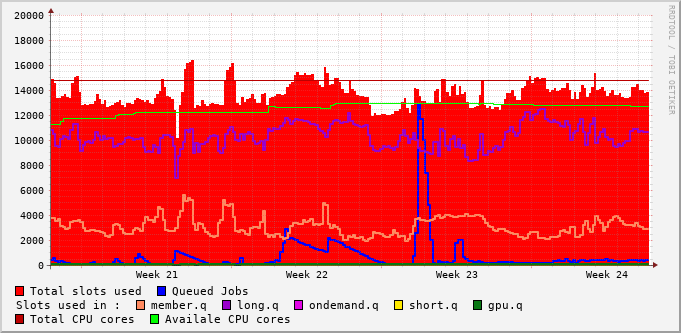 20000
18000
16000
14000
12000
10000
8000
6000
4000
2000
0
Week 21 Week 22 Week 23 Week 24
RRDTOOL / TOBI OETIKER
Total slots used Queued Jobs
Slots used in : member.q long.q ondemand.q short.q gpu.q
Total CPU cores Availale CPU cores